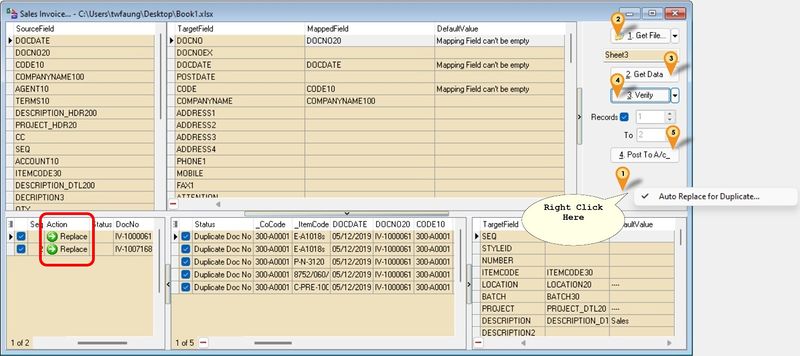 Sales Invoice... - C:\Users\twfaung\Desktop\Book1.xlsx
SourceField
DOCDATE
DOCNO20
CODE10
COMPANYNAME100
AGENT10
TERMS10
DESCRIPTION_HDR200
PROJECT_HDR20
CC
SEQ
ACCOUNT10
ITEMCODE30
DESCRIPTION_DTL200
DECRIPTION3
QTY
TargetField MappedField DefaultValue
DOCNO DOCNO20 Mapping Field can't be empty
DOCNOEX
DOCDATE DOCDATE Mapping Field can't be empty
POSTDATE
CODE CODE10 Mapping Field can't be empty
COMPANYNAME COMPANYNAME100
ADDRESS1
ADDRESS2
ADDRESS3
ADDRESS4
PHONE1
MOBILE
FAX1
ATTENTION
2
1. Get File...
Sheet3
3
2. Get Data
4
3. Verify
Records 1
To 2
5
4. Post To A/c_
1
Auto Replace for Duplicate...
Right Click
Here
Action Status DocNo
Replace IV-1000061
2 Replace IV-1007168
1 of 2
Status _CoCode _ItemCode DOCDATE DOCNO20 CODE10
Duplicate Doc No 300-A0001 E-A1018s 05/12/2019 IV-1000061 300-A0001
Duplicate Doc No 300-A0001 E-A1018s 05/12/2019 IV-1000061 300-A0001
Duplicate Doc No 300-A0001 P-N-3120 05/12/2019 IV-1000061 300-A0001
Duplicate Doc No 300-A0001 8752/060/ 05/12/2019 IV-1000061 300-A0001
Duplicate Doc No 300-A0001 C-PRE-100 05/12/2019 IV-1000061 300-A0001
1 of 5
TargetField aultValue
SEQ
STYLEID
NUMBER
ITEMCODE ITEMCODE30
LOCATION LOCATION20 ----
BATCH BATCH30
PROJECT PROJECT_DTL20 ----
DESCRIPTION DESCRIPTION_DT Sales
DESCRIPTION2